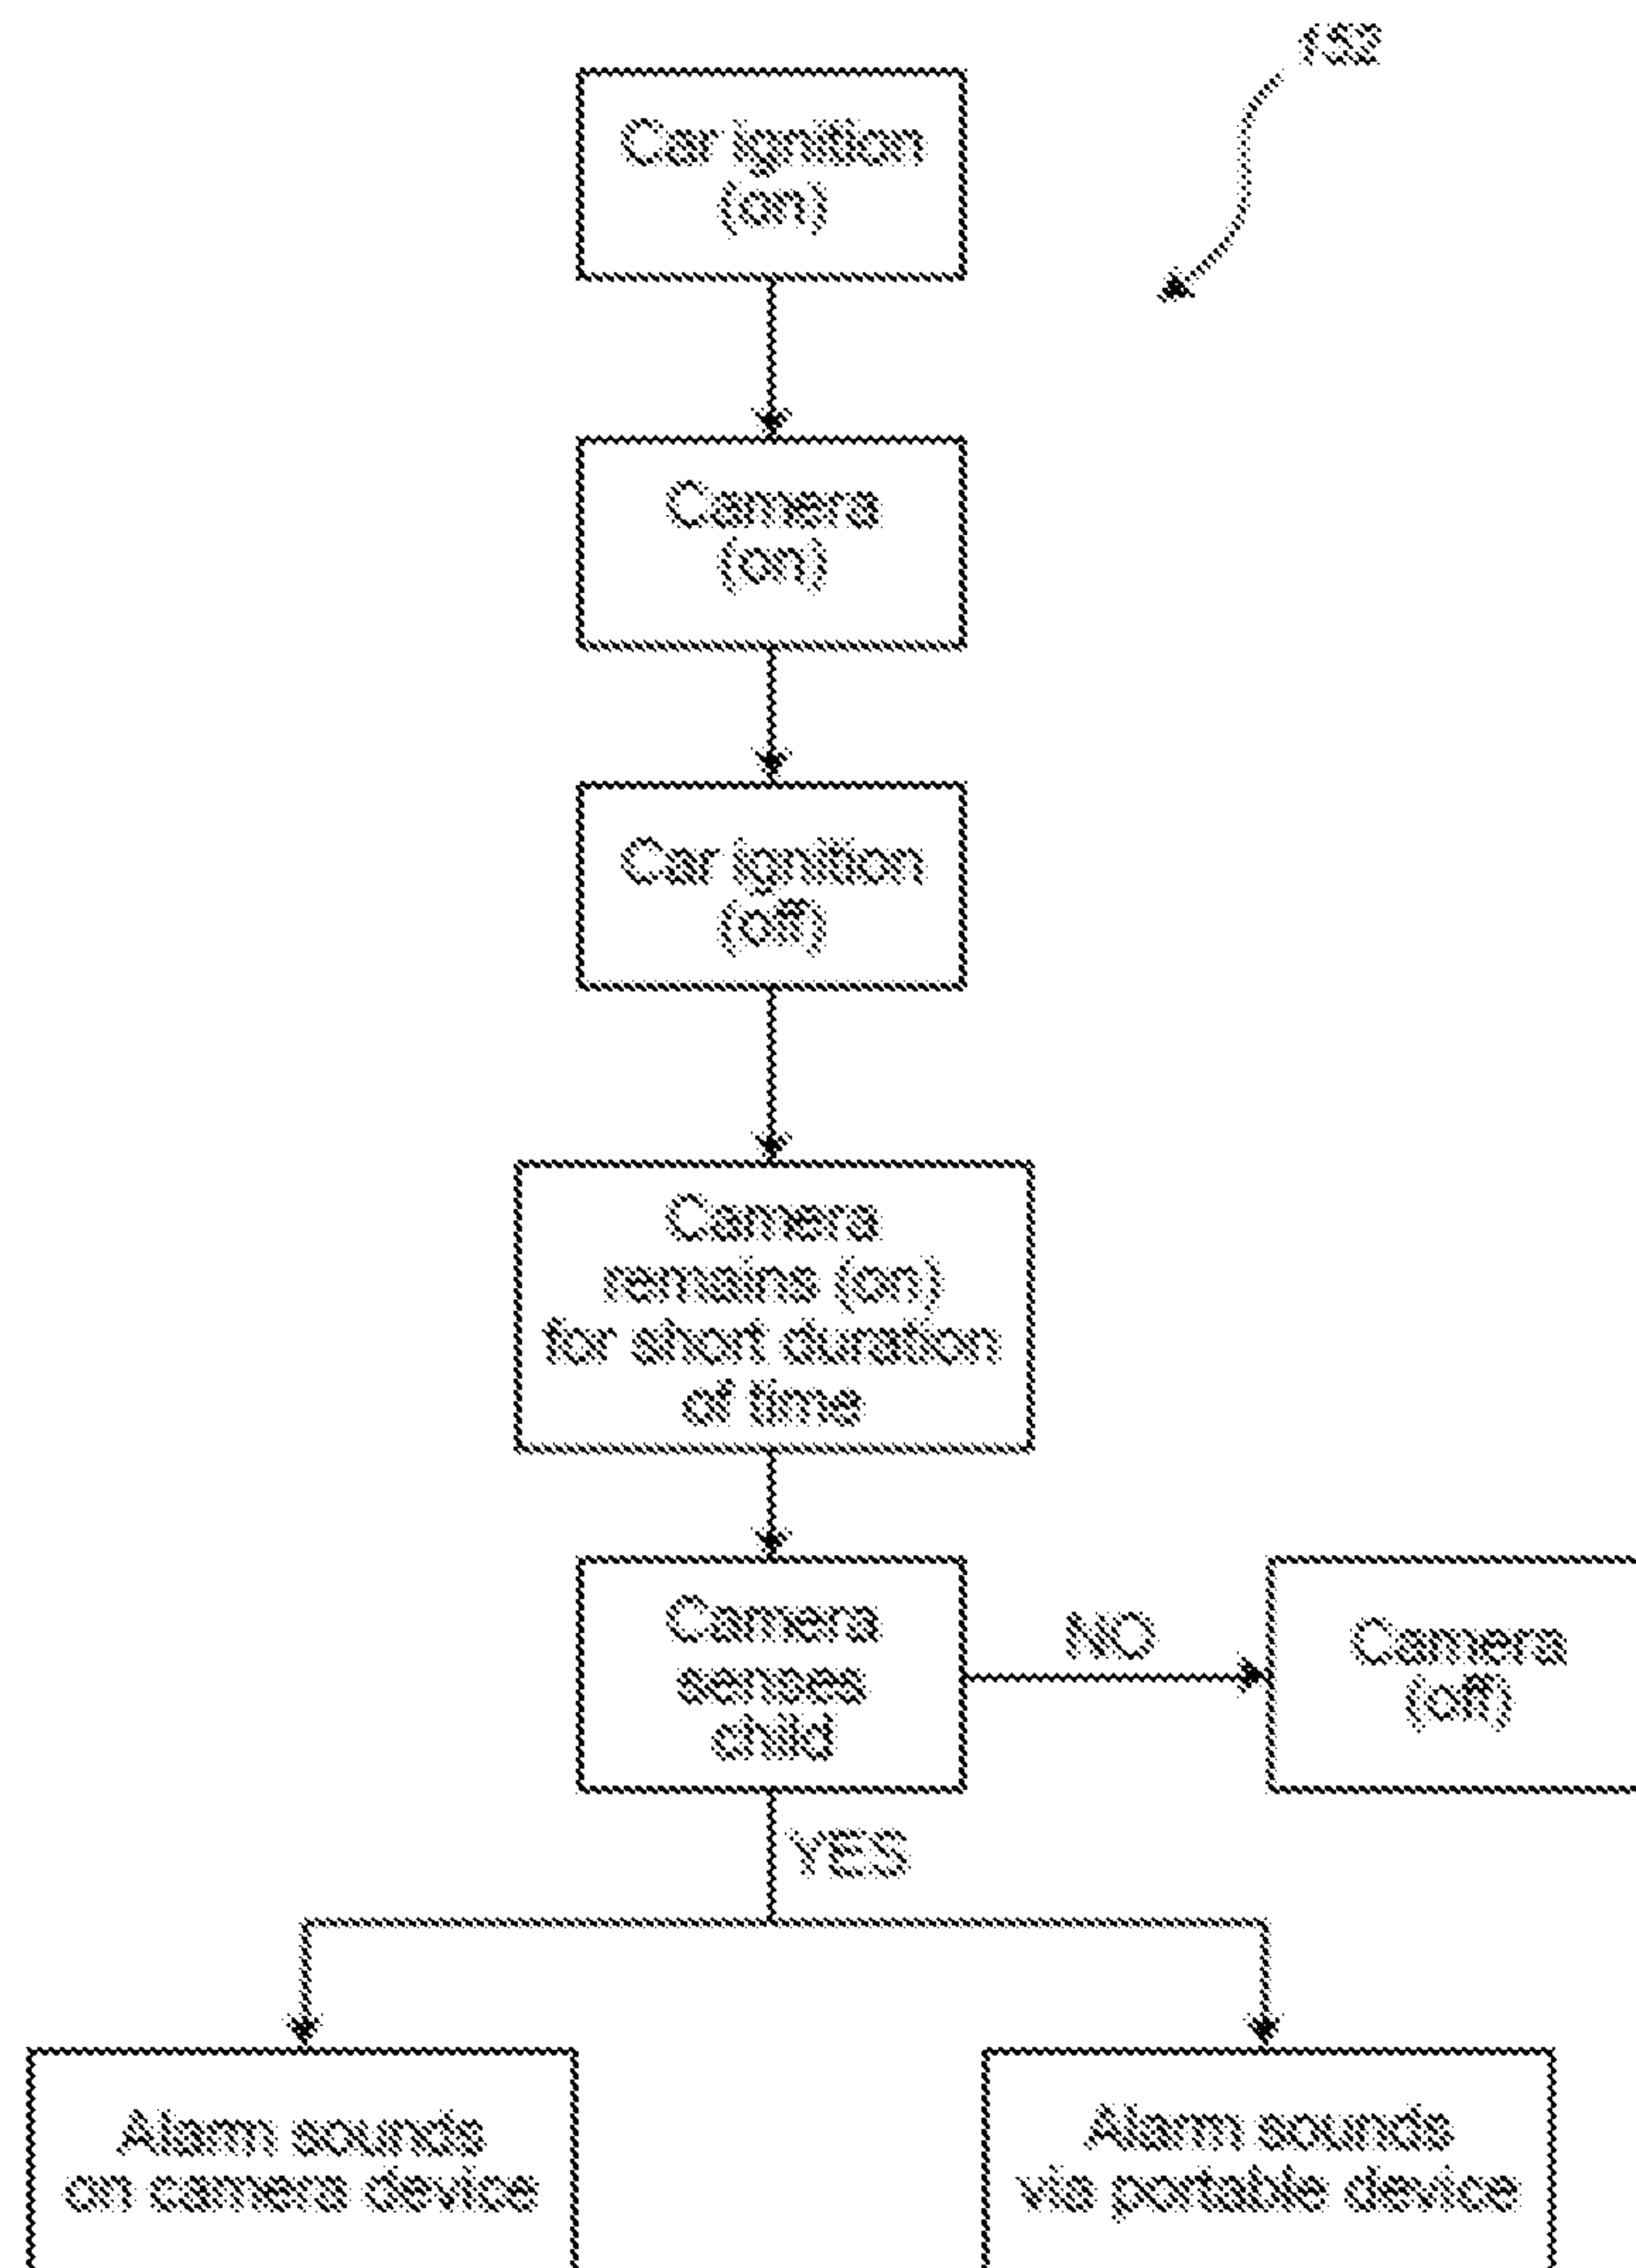 152
Car ignition
(on)
Camera
(on)
Car ignition
(off)
Camera
remains (on)
for short duration
of time
Camera
senses
child
NO
Camera
(off)
YES
Alarm sounds
on camera device
Alarm sounds
via portable device